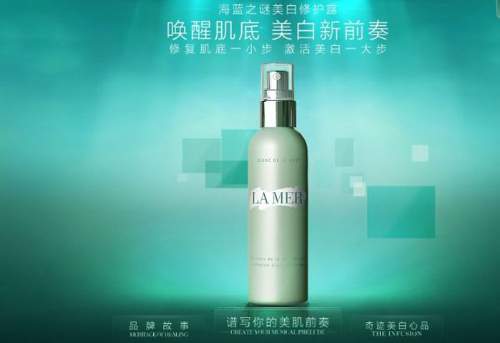 海蓝之谜美白修护露
唤醒肌底 美白新前奏
修复肌底一小步 激活美白一大步
LA MER
品牌故事
谱写你的美肌前奏
CREATE YOUR MUSICAL PRELUDE
奇迹美白心品
THE INFUSION